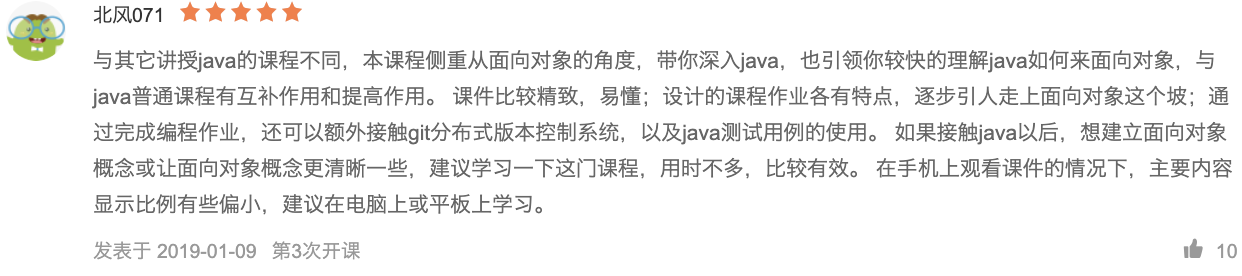 北风071
与其它讲授java的课程不同，本课程侧重从面向对象的角度，带你深入java，也引领你较快的理解java如何来面向对象，与
java普通课程有互补作用和提高作用。 课件比较精致，易懂；设计的课程作业各有特点，逐步引人走上面向对象这个坡；通
过完成编程作业，还可以额外接触git分布式版本控制系统，以及java测试用例的使用。 如果接触java以后，想建立面向对象
概念或让面向对象概念更清晰一些，建议学习一下这门课程，用时不多，比较有效。 在手机上观看课件的情况下，主要内容
显示比例有些偏小，建议在电脑上或平板上学习。
发表于 2019-01-09 第3次开课
10